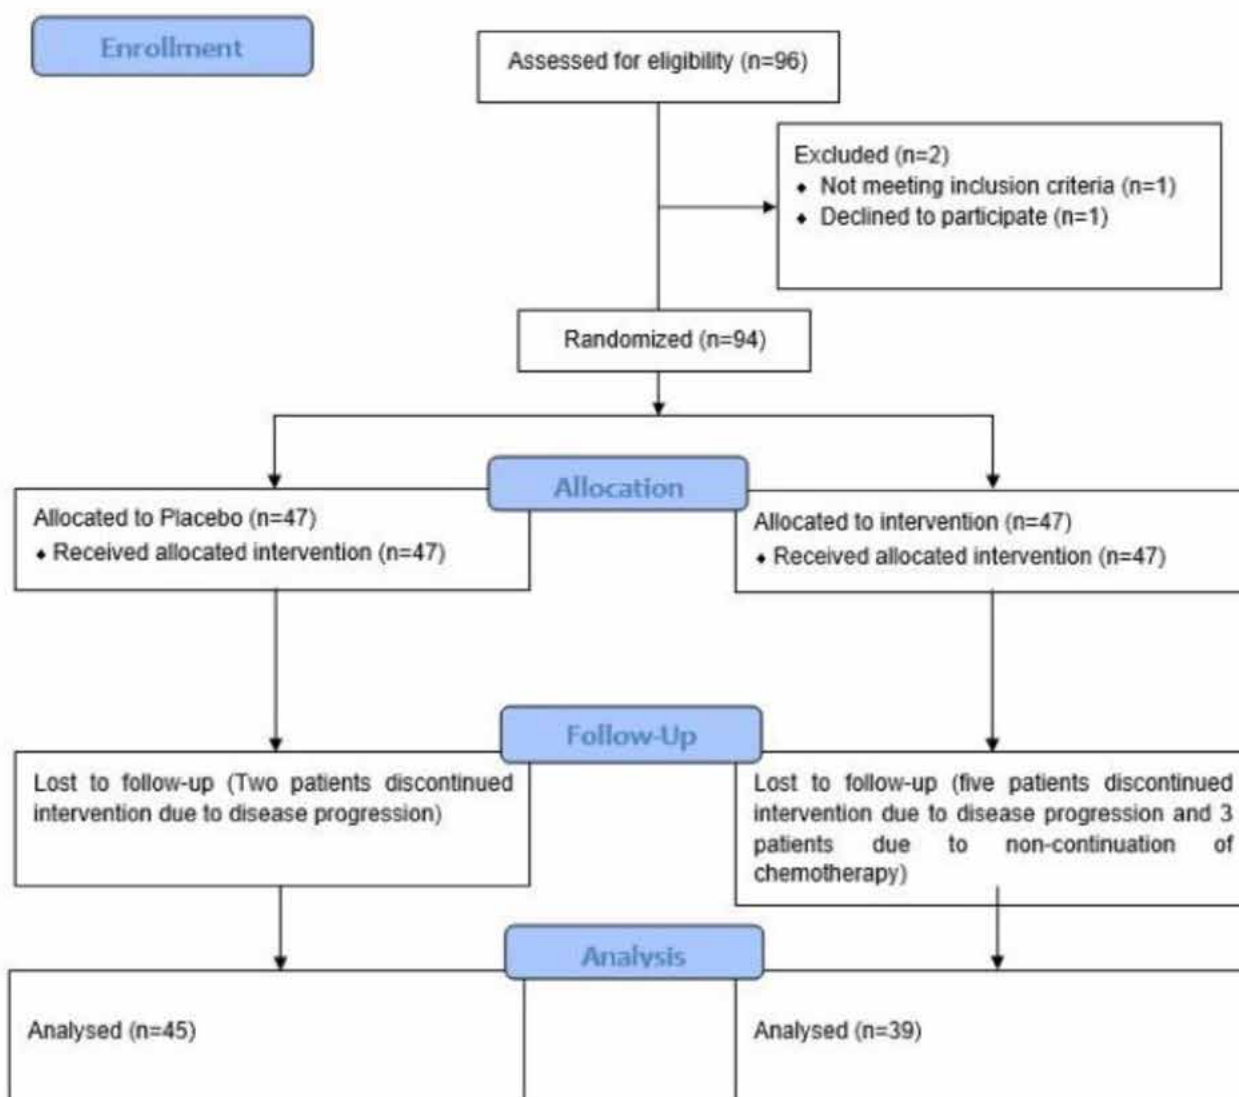 Enrollment
Assessed for eligibility (n=96)
Excluded (n=2)
⬥ Not meeting inclusion criteria (n=1)
⬥ Declined to participate (n=1)
Randomized (n=94)
Allocation
Allocated to Placebo (n=47)
⬥ Received allocated intervention (n=47)
Allocated to intervention (n=47)
⬥ Received allocated intervention (n=47)
Follow-Up
Lost to follow-up (Two patients discontinued
intervention due to disease progression)
Lost to follow-up (five patients discontinued
intervention due to disease progression and 3
patients due to non-continuation of
chemotherapy)
Analysis
Analysed (n=45)
Analysed (n=39)